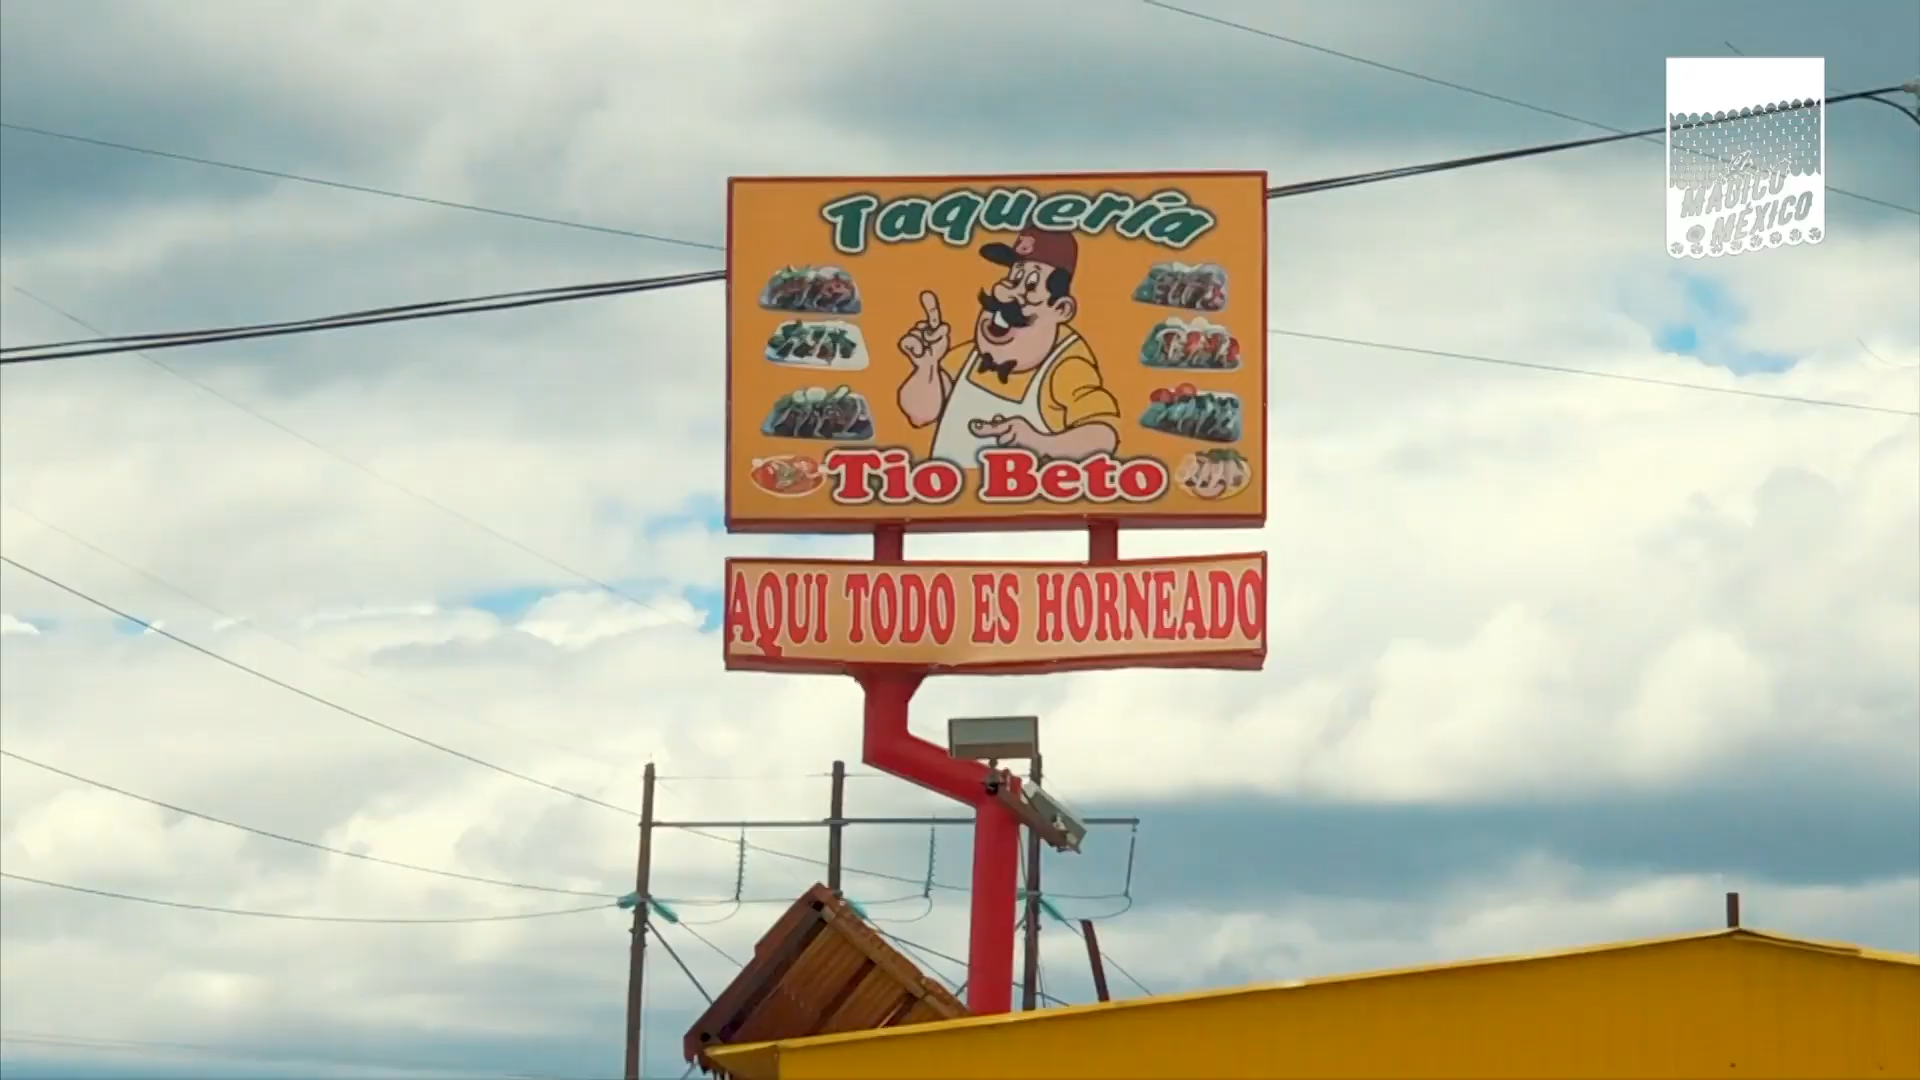 Taquería
B
Tio Beto
AQUI TODO ES HORNEADO
MÁGICO
MÉXICO